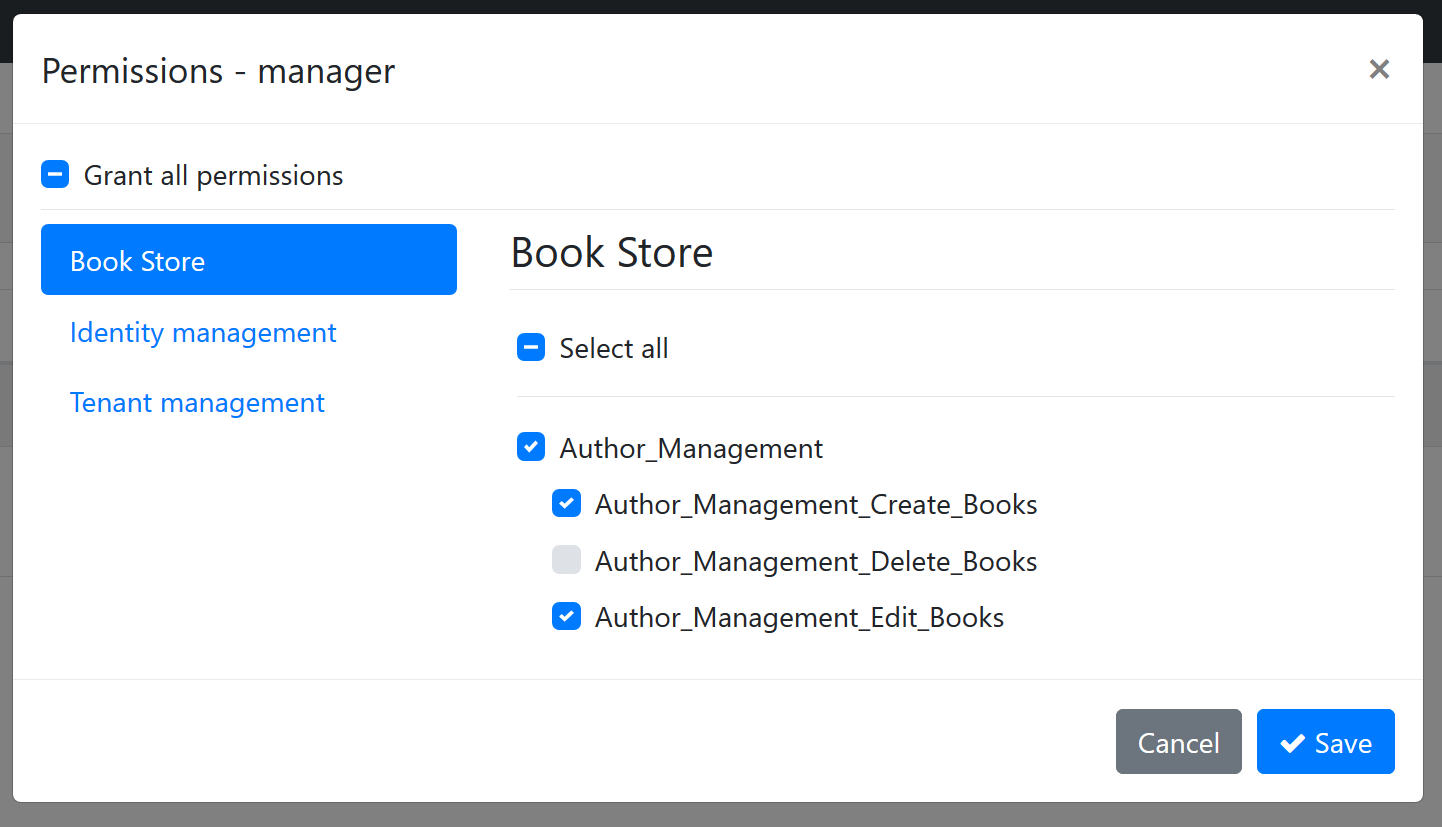 Permissions - manager
Grant all permissions
Book Store
Identity management
Tenant management
Book Store
Select all
Author_Management
Author_Management_Create_Books
Author_Management_Delete_Books
Author_Management_Edit_Books
Cancel
Save